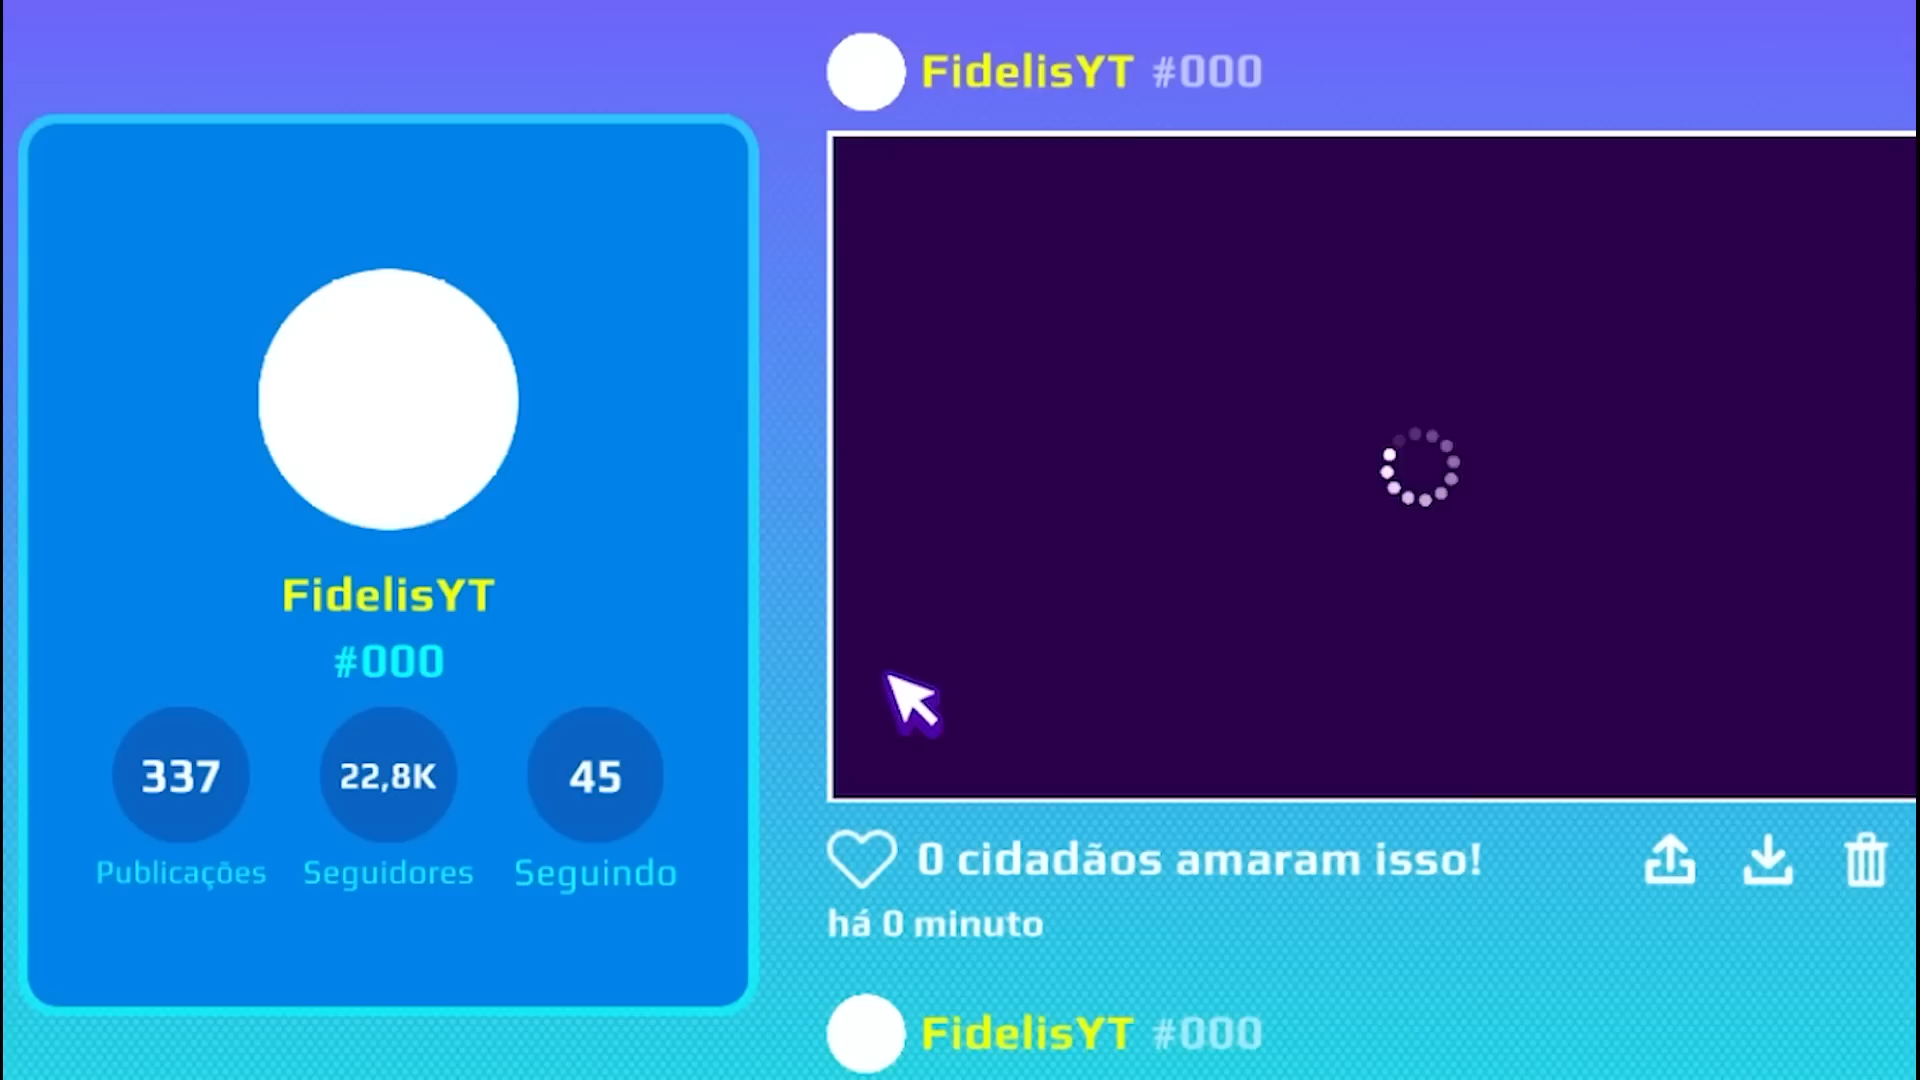 FidelisYT
#000
337
22,8K
45
Publicações
Seguidores
Seguindo
FidelisYT #000
0 cidadãos amaram isso!
há 0 minuto
FidelisYT #000